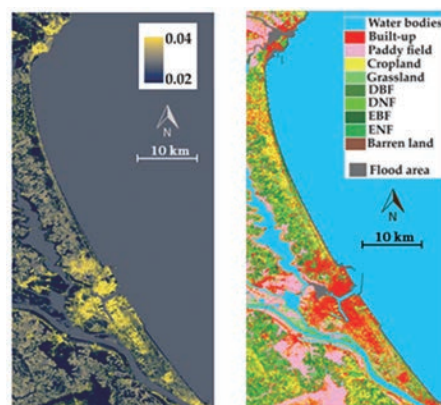 0.04
0.02
N
10 km
Water bodies
Built-up
Paddy field
Cropland
Grassland
DBF
DNF
EBF
ENF
Barren land
Flood area
N
10 km